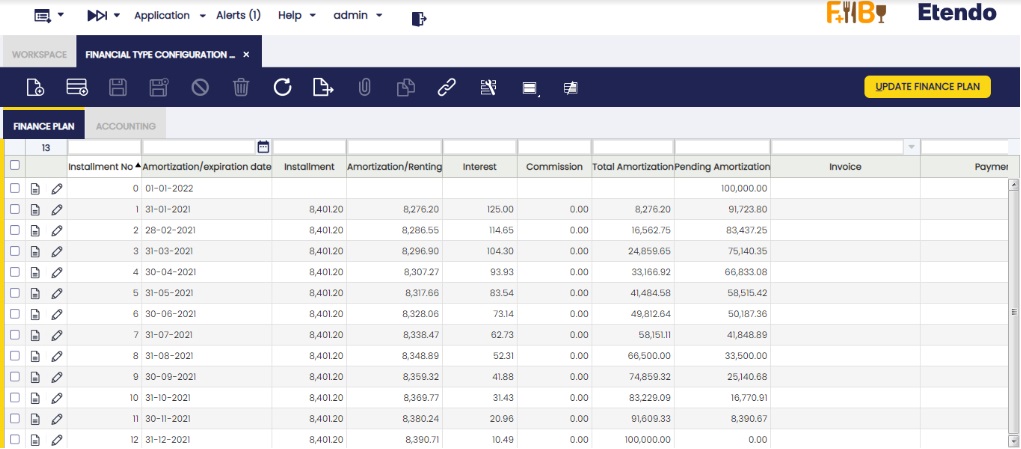 Application Alerts (1) Help admin F+B Etendo
WORKSPACE FINANCIAL TYPE CONFIGURATION ... x
UPDATE FINANCE PLAN
FINANCE PLAN ACCOUNTING
13
Installment No Amortization/expiration date Installment Amortization/Renting Interest Commission Total Amortization Pending Amortization Invoice Paymer
0 01-01-2022 100,000.00
1 31-01-2021 8,401.20 8,276.20 125.00 0.00 8,276.20 91,723.80
2 28-02-2021 8,401.20 8,286.55 114.65 0.00 16,562.75 83,437.25
3 31-03-2021 8,401.20 8,296.90 104.30 0.00 24,859.65 75,140.35
4 30-04-2021 8,401.20 8,307.27 93.93 0.00 33,166.92 66,833.08
5 31-05-2021 8,401.20 8,317.66 83.54 0.00 41,484.58 58,515.42
6 30-06-2021 8,401.20 8,328.06 73.14 0.00 49,812.64 50,187.36
7 31-07-2021 8,401.20 8,338.47 62.73 0.00 58,151.11 41,848.89
8 31-08-2021 8,401.20 8,348.89 52.31 0.00 66,500.00 33,500.00
9 30-09-2021 8,401.20 8,359.32 41.88 0.00 74,859.32 25,140.68
10 31-10-2021 8,401.20 8,369.77 31.43 0.00 83,229.09 16,770.91
11 30-11-2021 8,401.20 8,380.24 20.96 0.00 91,609.33 8,390.67
12 31-12-2021 8,401.20 8,390.71 10.49 0.00 100,000.00 0.00